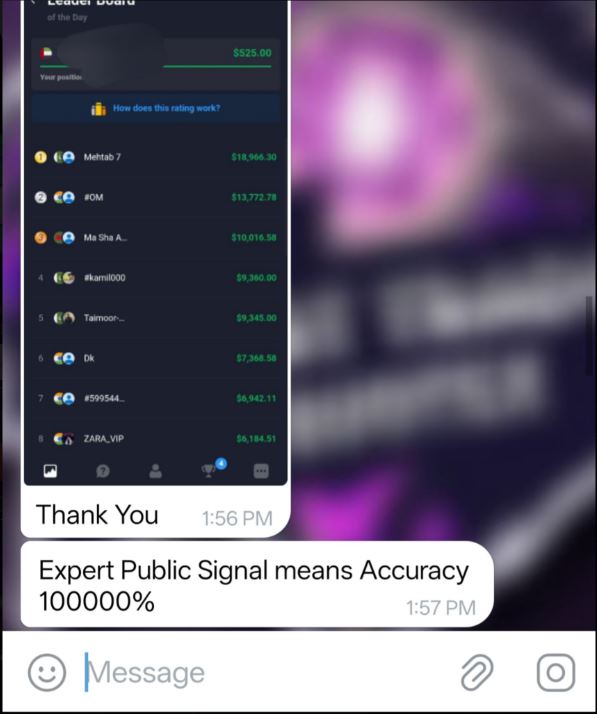 Leader Board
of the Day
$525.00
Your position
How does this rating work?
1 Mehtab 7 $18,966.30
2 #OM $13,772.78
3 Ma Sha A... $10,016.58
4 #kamil000 $9,360.00
5 Taimoor-... $9,345.00
6 Dk $7,368.58
7 #599544... $6,942.11
8 ZARA_VIP $6,184.51
4
Thank You 1:56 PM
Expert Public Signal means Accuracy
100000% 1:57 PM
Message